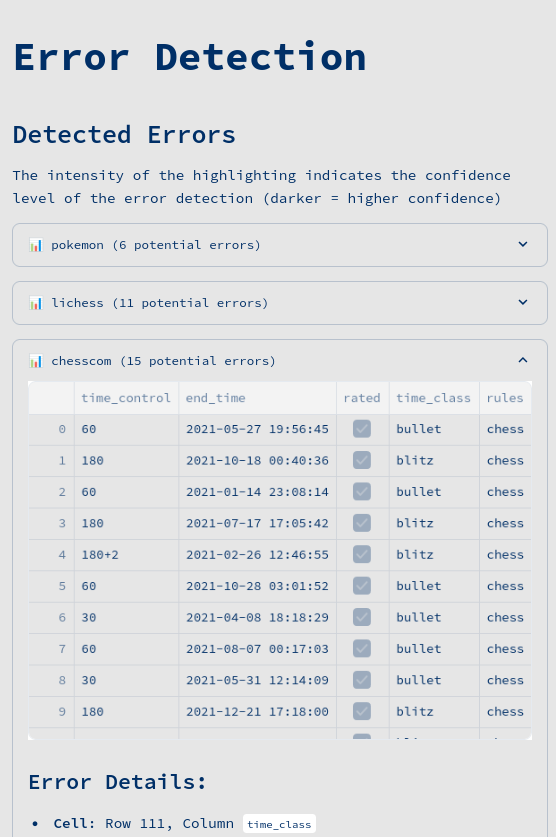 Error Detection
Detected Errors
The intensity of the highlighting indicates the confidence
level of the error detection (darker = higher confidence)
📊 pokemon (6 potential errors)
📊 lichess (11 potential errors)
📊 chesscom (15 potential errors)
time_control end_time rated time_class rules
0 60 2021-05-27 19:56:45 bullet chess
1 180 2021-10-18 00:40:36 blitz chess
2 60 2021-01-14 23:08:14 bullet chess
3 180 2021-07-17 17:05:42 blitz chess
4 180+2 2021-02-26 12:46:55 blitz chess
5 60 2021-10-28 03:01:52 bullet chess
6 30 2021-04-08 18:18:29 bullet chess
7 60 2021-08-07 00:17:03 bullet chess
8 30 2021-05-31 12:14:09 bullet chess
9 180 2021-12-21 17:18:00 blitz chess
Error Details:
• Cell: Row 111, Column time_class